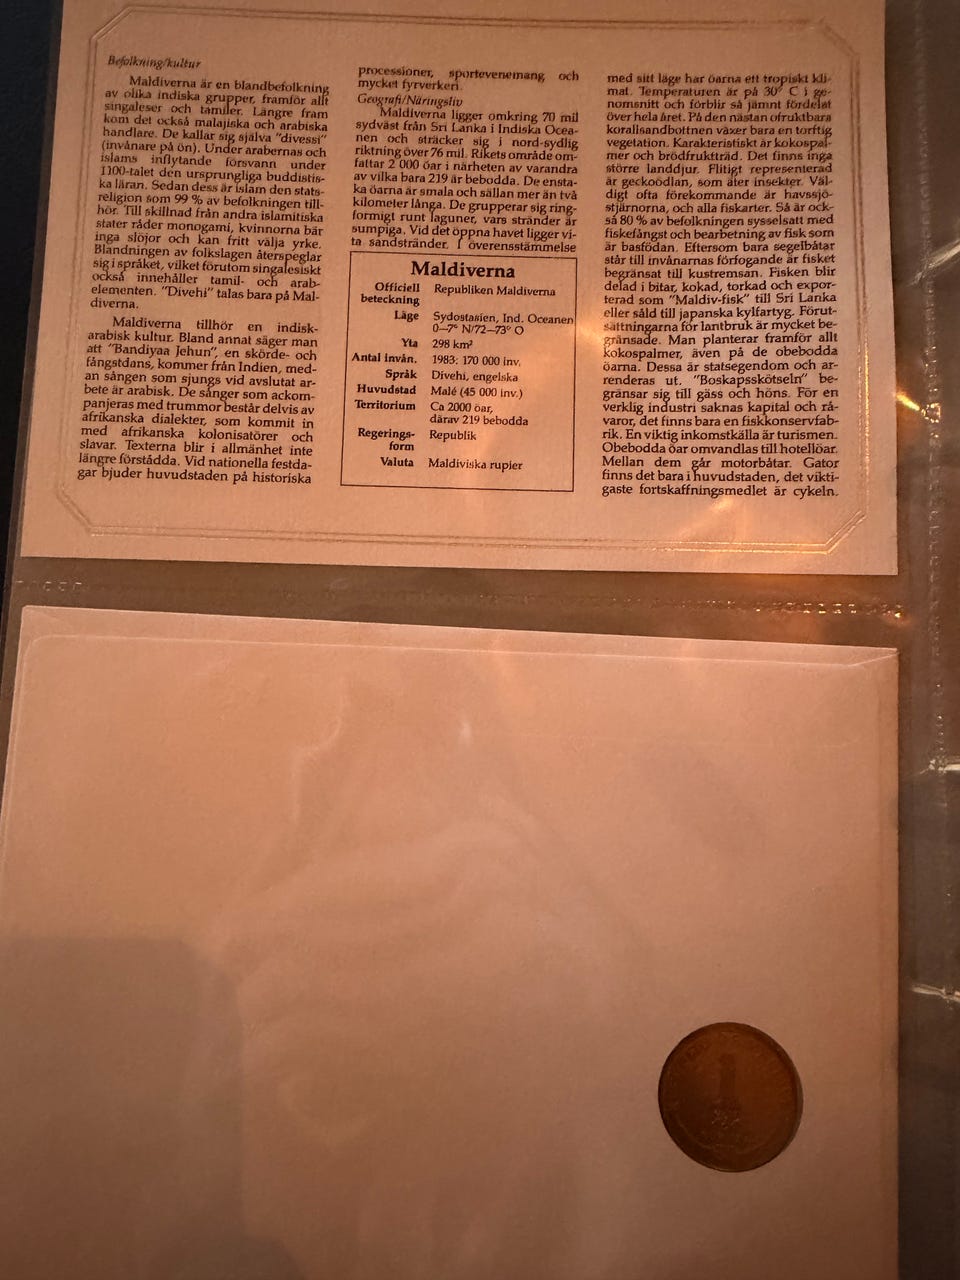 Befolkning/kultur
Maldiverna är en blandbefolkning
av olika indiska grupper, framför allt
singaleser och tamiler. Längre fram
kom det också malajiska och arabiska
handlare. De kallar sig själva "divessi"
(invånare på ön). Under arabernas och
islams inflytande försvann under
1100-talet den ursprungliga buddistis-
ka läran. Sedan dess är islam den stats-
religion som 99 % av befolkningen till-
hör. Till skillnad från andra islamitiska
stater råder monogami, kvinnorna bär
inga slöjor och kan fritt välja yrke.
Blandningen av folkslagen återspeglar
sig i språket, vilket förutom singalesiskt
också innehåller tamil- och arab-
elementen. "Divehi" talas bara på Mal-
diverna.
Maldiverna tillhör en indisk-
arabisk kultur. Bland annat säger man
att "Bandiyaa Jehun", en skörde- och
fångstdans, kommer från Indien, med-
an sången som sjungs vid avslutat ar-
bete är arabisk. De sånger som ackom-
panjeras med trummor består delvis av
afrikanska dialekter, som kommit in
med afrikanska kolonisatörer och
slavar. Texterna blir i allmänhet inte
längre förstådda. Vid nationella festda-
gar bjuder huvudstaden på historiska
processioner, sportevenemang och
mycket fyrverkeri.
Geografi/Näringsliv
Maldiverna ligger omkring 70 mil
sydväst från Sri Lanka i Indiska Ocea-
nen och sträcker sig i nord-sydlig
riktning över 76 mil. Rikets område om-
fattar 2 000 öar i närheten av varandra
av vilka bara 219 är bebodda. De ensta-
ka öarna är smala och sällan mer än två
kilometer långa. De grupperar sig ring-
formigt runt laguner, vars stränder är
sumpiga. Vid det öppna havet ligger vi-
ta sandstränder. I överensstämmelse
Maldiverna
Officiell beteckning Republiken Maldiverna
Läge Sydostasien, Ind. Oceanen
0–7° N/72–73° O
Yta 298 km²
Antal invån. 1983: 170 000 inv.
Språk Divehi, engelska
Huvudstad Malé (45 000 inv.)
Territorium Ca 2000 öar,
därav 219 bebodda
Regerings-
form Republik
Valuta Maldiviska rupier
med sitt läge har öarna ett tropiskt kli-
mat. Temperaturen är på 30° C i ge-
nomsnitt och förblir så jämnt fördelat
över hela året. På den nästan ofruktbara
korallsandbottnen växer bara en torftig
vegetation. Karakteristiskt är kokospal-
mer och brödfruktträd. Det finns inga
större landdjur. Flitigt representerad
är geckoödlan, som äter insekter. Väl-
digt ofta förekommande är havssjö-
stjärnorna, och alla fiskarter. Så är ock-
så 80 % av befolkningen sysselsatt med
fiskefångst och bearbetning av fisk som
är basfödan. Eftersom bara segelbåtar
står till invånarnas förfogande är fisket
begränsat till kustremsan. Fisken blir
delad i bitar, kokad, torkad och expor-
terad som "Maldiv-fisk" till Sri Lanka
eller såld till japanska kylfartyg. Förut-
sättningarna för lantbruk är mycket be-
gränsade. Man planterar framför allt
kokospalmer, även på de obebodda
öarna. Dessa är statsegendom och ar-
renderas ut. "Boskapsskötseln" be-
gränsar sig till gäss och höns. För en
verklig industri saknas kapital och rå-
varor, det finns bara en fiskkonservfab-
rik. En viktig inkomstkälla är turismen.
Obebodda öar omvandlas till hotellöar.
Mellan dem går motorbåtar. Gator
finns det bara i huvudstaden, det vikti-
gaste fortskaffningsmedlet är cykeln.
1